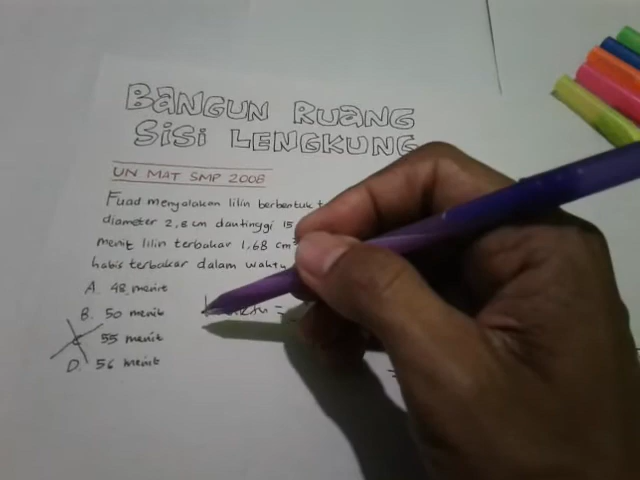 BANGUN RUANG
SISI LENGKUNG
UN MAT SMP 2008
Fuad menyalakan lilin berbentuk
diameter 2,8 cm dan tinggi 15
menit lilin terbakar 1,68 cm³
habis terbakar dalam waktu
A. 48 menit
B. 50 menit
C 55 menit
D. 56 menit